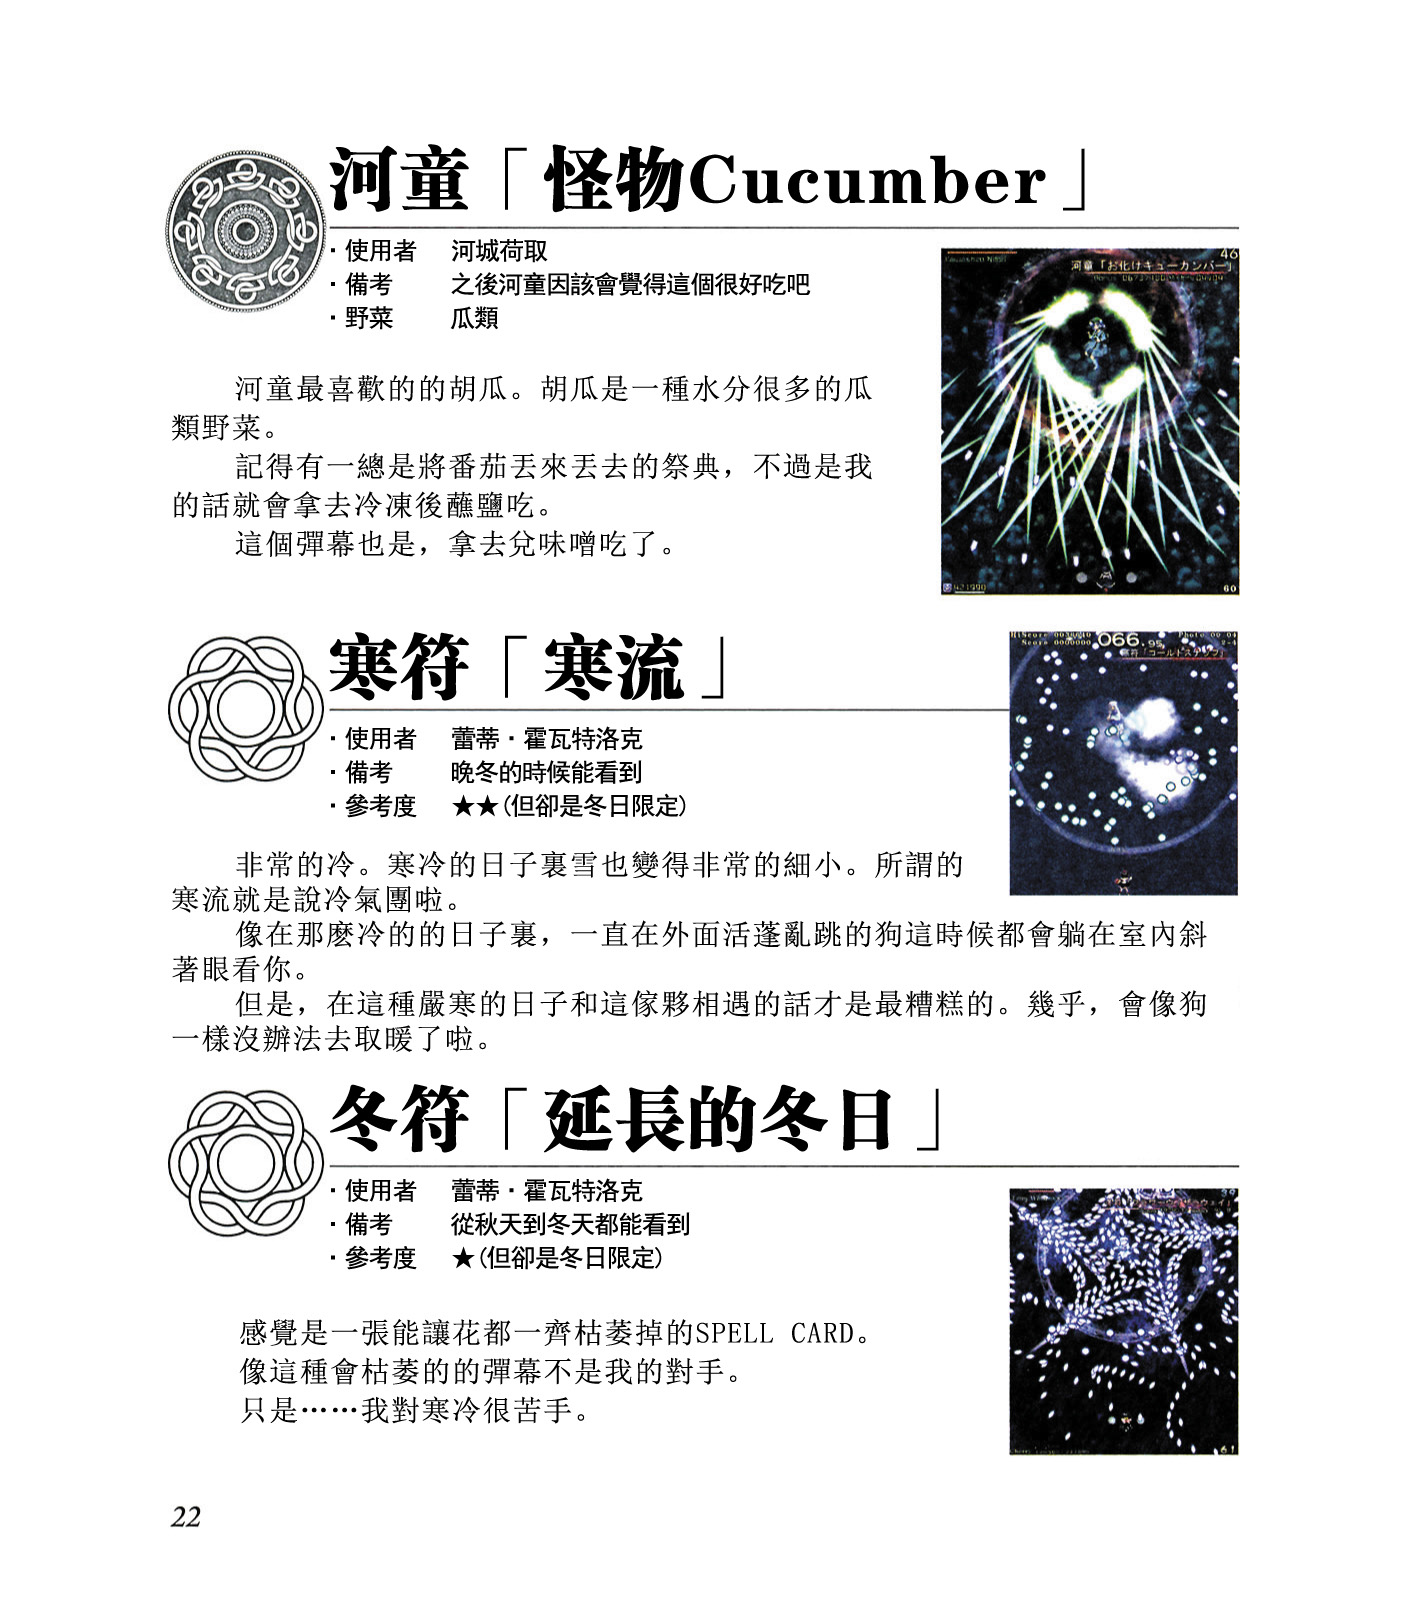 河童「怪物Cucumber」
·使用者 河城荷取
·備考 之後河童因該會覺得這個很好吃吧
·野菜 瓜類
46
河童「お化けキューカンバー」
60
河童最喜歡的的胡瓜。胡瓜是一種水分很多的瓜
類野菜。
記得有一總是將番茄丟來丟去的祭典，不過是我
的話就會拿去冷凍後蘸鹽吃。
這個彈幕也是，拿去兌味噌吃了。
寒符「寒流」
·使用者 蕾蒂·霍瓦特洛克
·備考 晚冬的時候能看到
·參考度 ★★(但卻是冬日限定)
HiScore
Score 0000000
066.95
Photo 00 04
2-4
寒符「コールドスナップ」
非常的冷。寒冷的日子裏雪也變得非常的細小。所謂的
寒流就是說冷氣團啦。
像在那麼冷的的日子裏，一直在外面活蓬亂跳的狗這時候都會躺在室內斜
著眼看你。
但是，在這種嚴寒的日子和這傢夥相遇的話才是最糟糕的。幾乎，會像狗
一樣沒辦法去取暖了啦。
冬符「延長的冬日」
·使用者 蕾蒂·霍瓦特洛克
·備考 從秋天到冬天都能看到
·參考度 ★(但卻是冬日限定)
61
感覺是一張能讓花都一齊枯萎掉的SPELL CARD。
像這種會枯萎的的彈幕不是我的對手。
只是……我對寒冷很苦手。
22